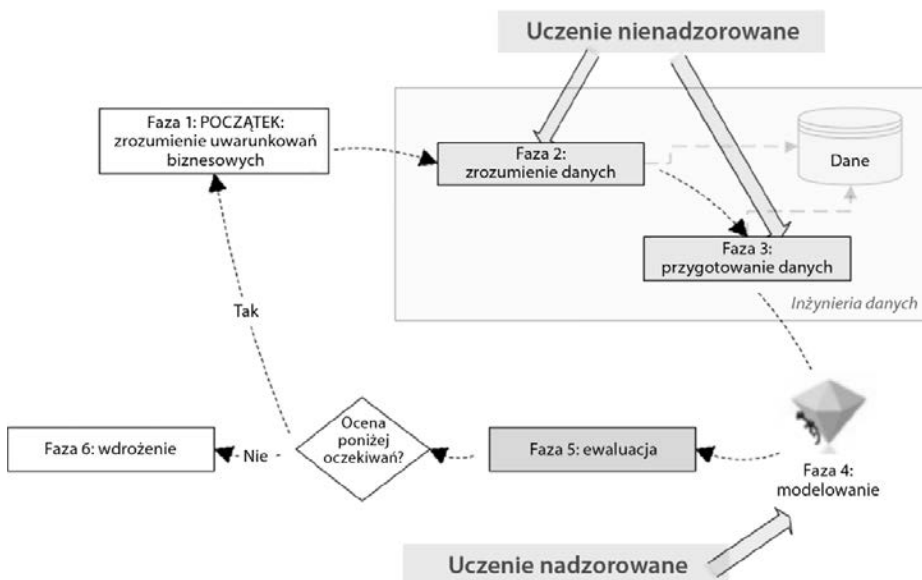 Uczenie nienadzorowane
Faza 1: POCZĄTEK:
zrozumienie uwarunkowań
biznesowych
Faza 2:
zrozumienie danych
Dane
Faza 3:
przygotowanie danych
Inżynieria danych
Tak
Faza 6: wdrożenie
Nie
Ocena
poniżej
oczekiwań?
Faza 5: ewaluacja
Faza 4:
modelowanie
Uczenie nadzorowane